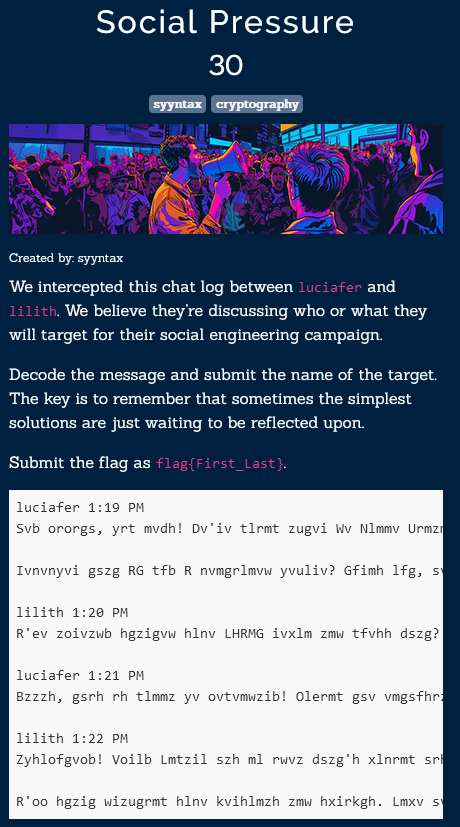 Social Pressure
30
syyntax cryptography
Created by: syyntax
We intercepted this chat log between luciafer and
lilith. We believe they're discussing who or what they
will target for their social engineering campaign.
Decode the message and submit the name of the target.
The key is to remember that sometimes the simplest
solutions are just waiting to be reflected upon.
Submit the flag as flag{First_Last}.
luciafer 1:19 PM
Svb ororgs, yrt mvdh! Dv'iv tlrmt zugvi Wv Nlmmv Urmzm
Ivnvnyvi gszg RG tfb R nvmgrlmvw yvuliv? Gfimh lfg, sv
lilith 1:20 PM
R'ev zoivzwb hgzigvw hlnv LHRMG ivxlm zmw tfvhh dszg?
luciafer 1:21 PM
Bzzzh, gsrh rh tlmmz yv ovtvmwzib! Olermt gsv vmgsfhrz
lilith 1:22 PM
Zyhlofgvob! Voilb Lmtzil szh ml rwvz dszg'h xlnrmt srh
R'oo hgzig wizugrmt hlnv kvihlmzh zmw hxirkgh. Lmxv sv